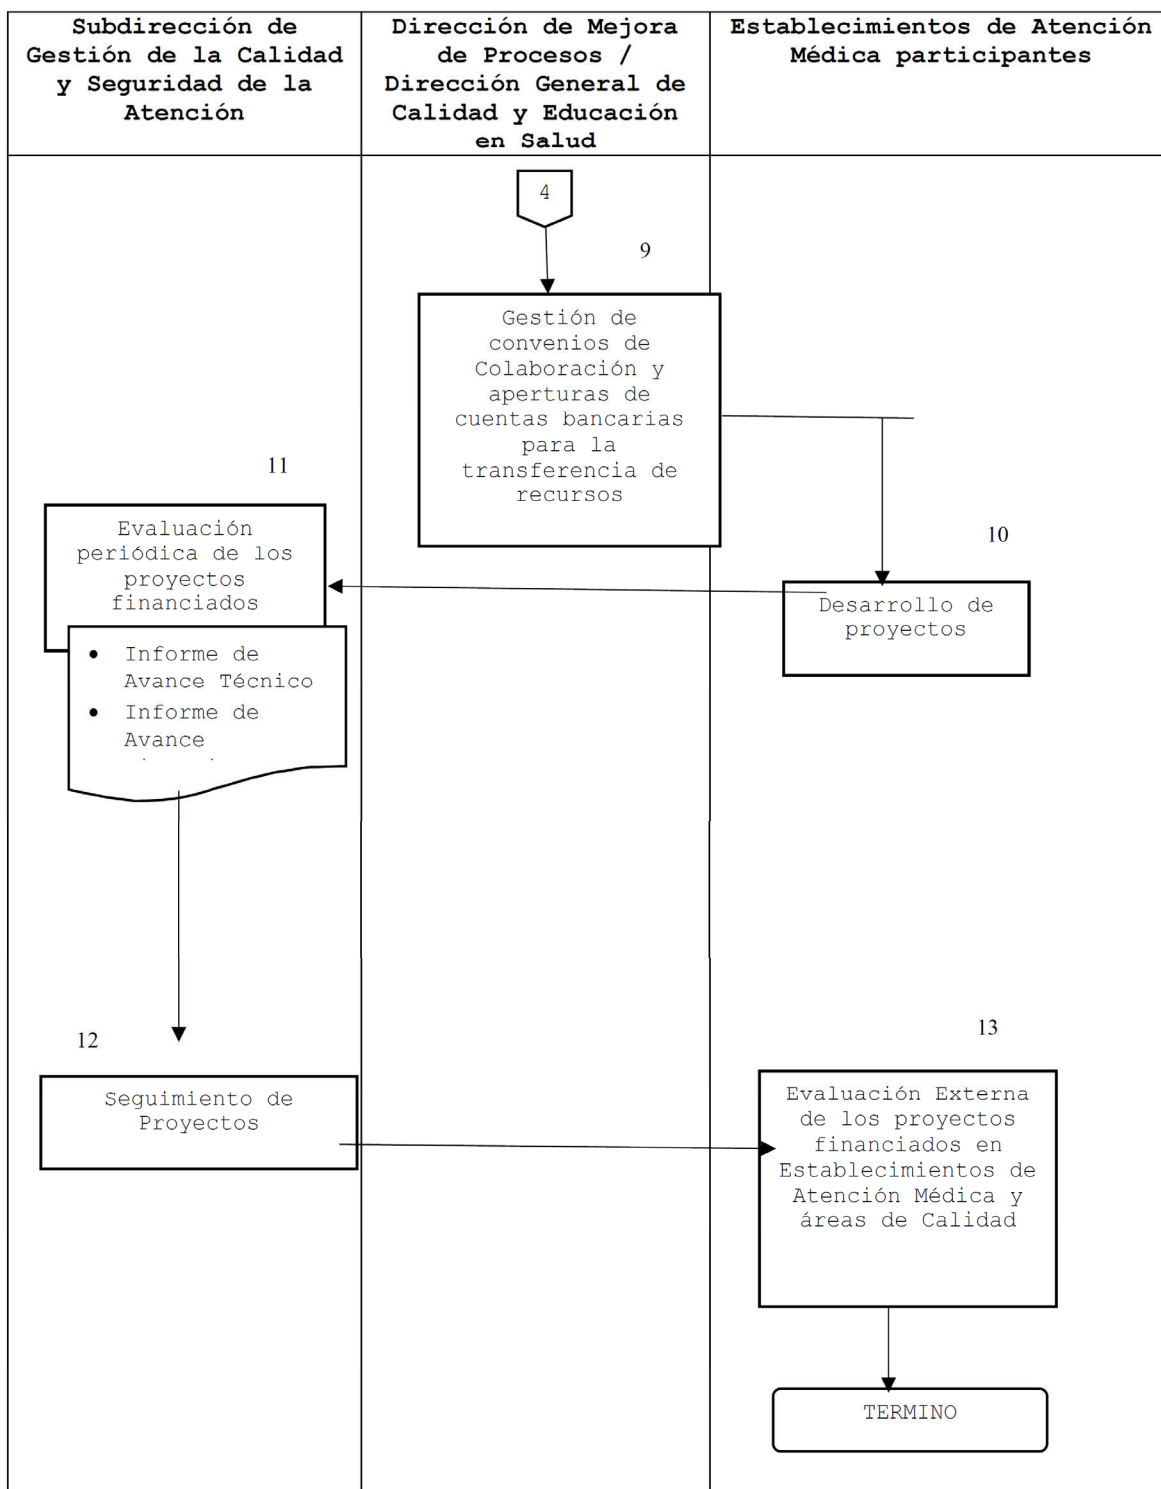 Subdirección de
Gestión de la Calidad
y Seguridad de la
Atención
Dirección de Mejora
de Procesos /
Dirección General de
Calidad y Educación
en Salud
Establecimientos de Atención
Médica participantes
4
9
Gestión de
convenios de
Colaboración y
aperturas de
cuentas bancarias
para la
transferencia de
recursos
10
Desarrollo de
proyectos
11
Evaluación
periódica de los
proyectos
financiados
• Informe de
Avance Técnico
• Informe de
Avance
12
Seguimiento de
Proyectos
13
Evaluación Externa
de los proyectos
financiados en
Establecimientos de
Atención Médica y
áreas de Calidad
TERMINO